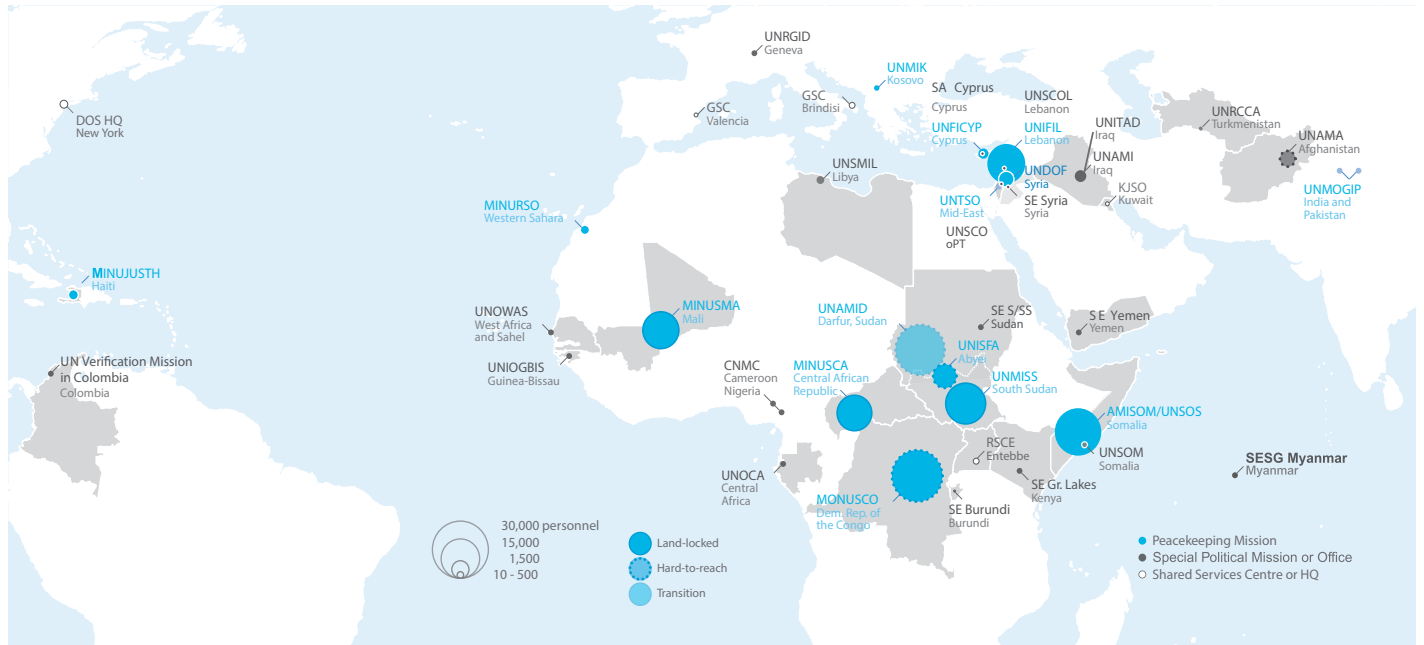 UNRGID
Geneva
UNMIK
Kosovo
DOS HQ
New York
GSC
Valencia
GSC
Brindisi
SA Cyprus
Cyprus
UNSCOL
Lebanon
UNFICYP
Cyprus
UNIFIL
Lebanon
UNITAD
Iraq
UNAMI
Iraq
UNRCCA
Turkmenistan
UNAMA
Afghanistan
UNSMIL
Libya
UNDOF
Syria
UNTSO
Mid-East
SE Syria
Syria
KJSO
Kuwait
UNMOGIP
India and
Pakistan
UNSCO
oPT
MINURSO
Western Sahara
MINUJUSTH
Haiti
MINUSMA
Mali
UNAMID
Darfur, Sudan
SE S/SS
Sudan
S E Yemen
Yemen
UNOWAS
West Africa
and Sahel
UNISFA
Abyei
UN Verification Mission
in Colombia
Colombia
UNIOGBIS
Guinea-Bissau
CNMC
Cameroon
Nigeria
MINUSCA
Central African
Republic
UNMISS
South Sudan
AMISOM/UNSOS
Somalia
RSCE
Entebbe
UNSOM
Somalia
SESG Myanmar
Myanmar
UNOCA
Central
Africa
MONUSCO
Dem. Rep. of
the Congo
SE Gr. Lakes
Kenya
SE Burundi
Burundi
30,000 personnel
15,000
1,500
10 - 500
Land-locked
Hard-to-reach
Transition
Peacekeeping Mission
Special Political Mission or Office
Shared Services Centre or HQ